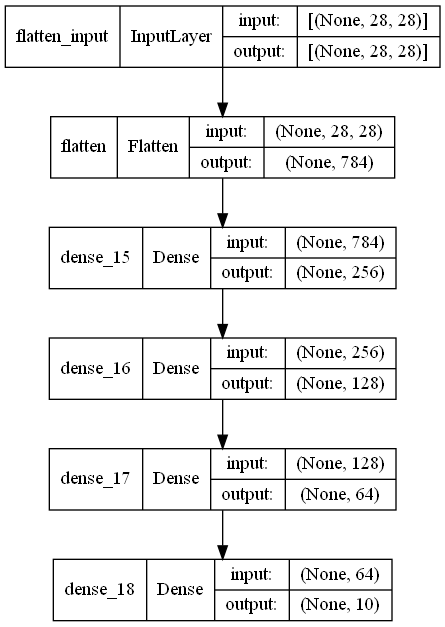 flatten_input InputLayer input: [(None, 28, 28)]
output: [(None, 28, 28)]
flatten Flatten input: (None, 28, 28)
output: (None, 784)
dense_15 Dense input: (None, 784)
output: (None, 256)
dense_16 Dense input: (None, 256)
output: (None, 128)
dense_17 Dense input: (None, 128)
output: (None, 64)
dense_18 Dense input: (None, 64)
output: (None, 10)